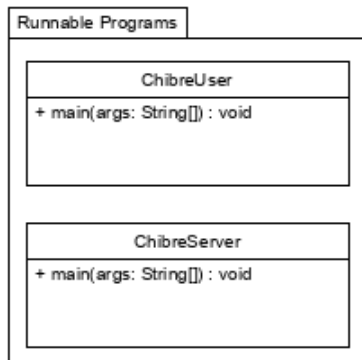 Runnable Programs
ChibreUser
+ main(args: String[]) : void
ChibreServer
+ main(args: String[]) : void